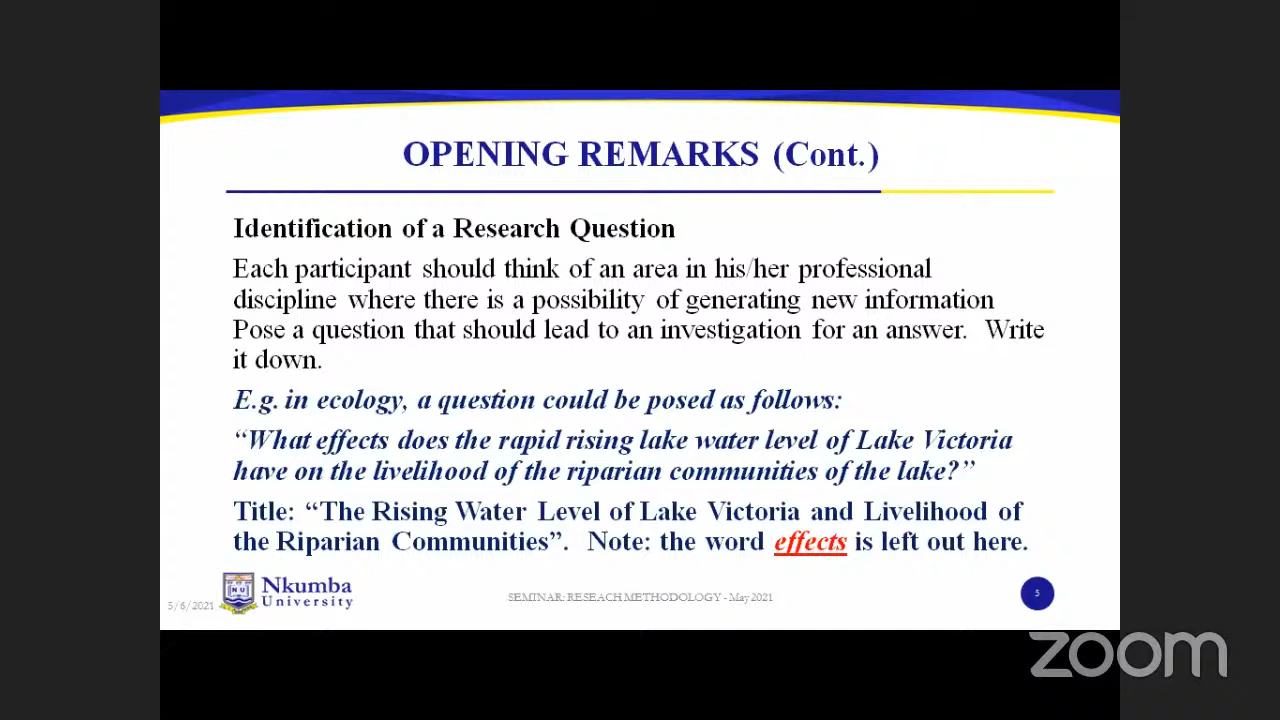 OPENING REMARKS (Cont.)
Identification of a Research Question
Each participant should think of an area in his/her professional
discipline where there is a possibility of generating new information
Pose a question that should lead to an investigation for an answer. Write
it down.
E.g. in ecology, a question could be posed as follows:
“What effects does the rapid rising lake water level of Lake Victoria
have on the livelihood of the riparian communities of the lake?”
Title: “The Rising Water Level of Lake Victoria and Livelihood of
the Riparian Communities”. Note: the word effects is left out here.
5/6/2021
NU
Nkumba
University
SEMINAR: RESEACH METHODOLOGY - May 2021
5
zoom